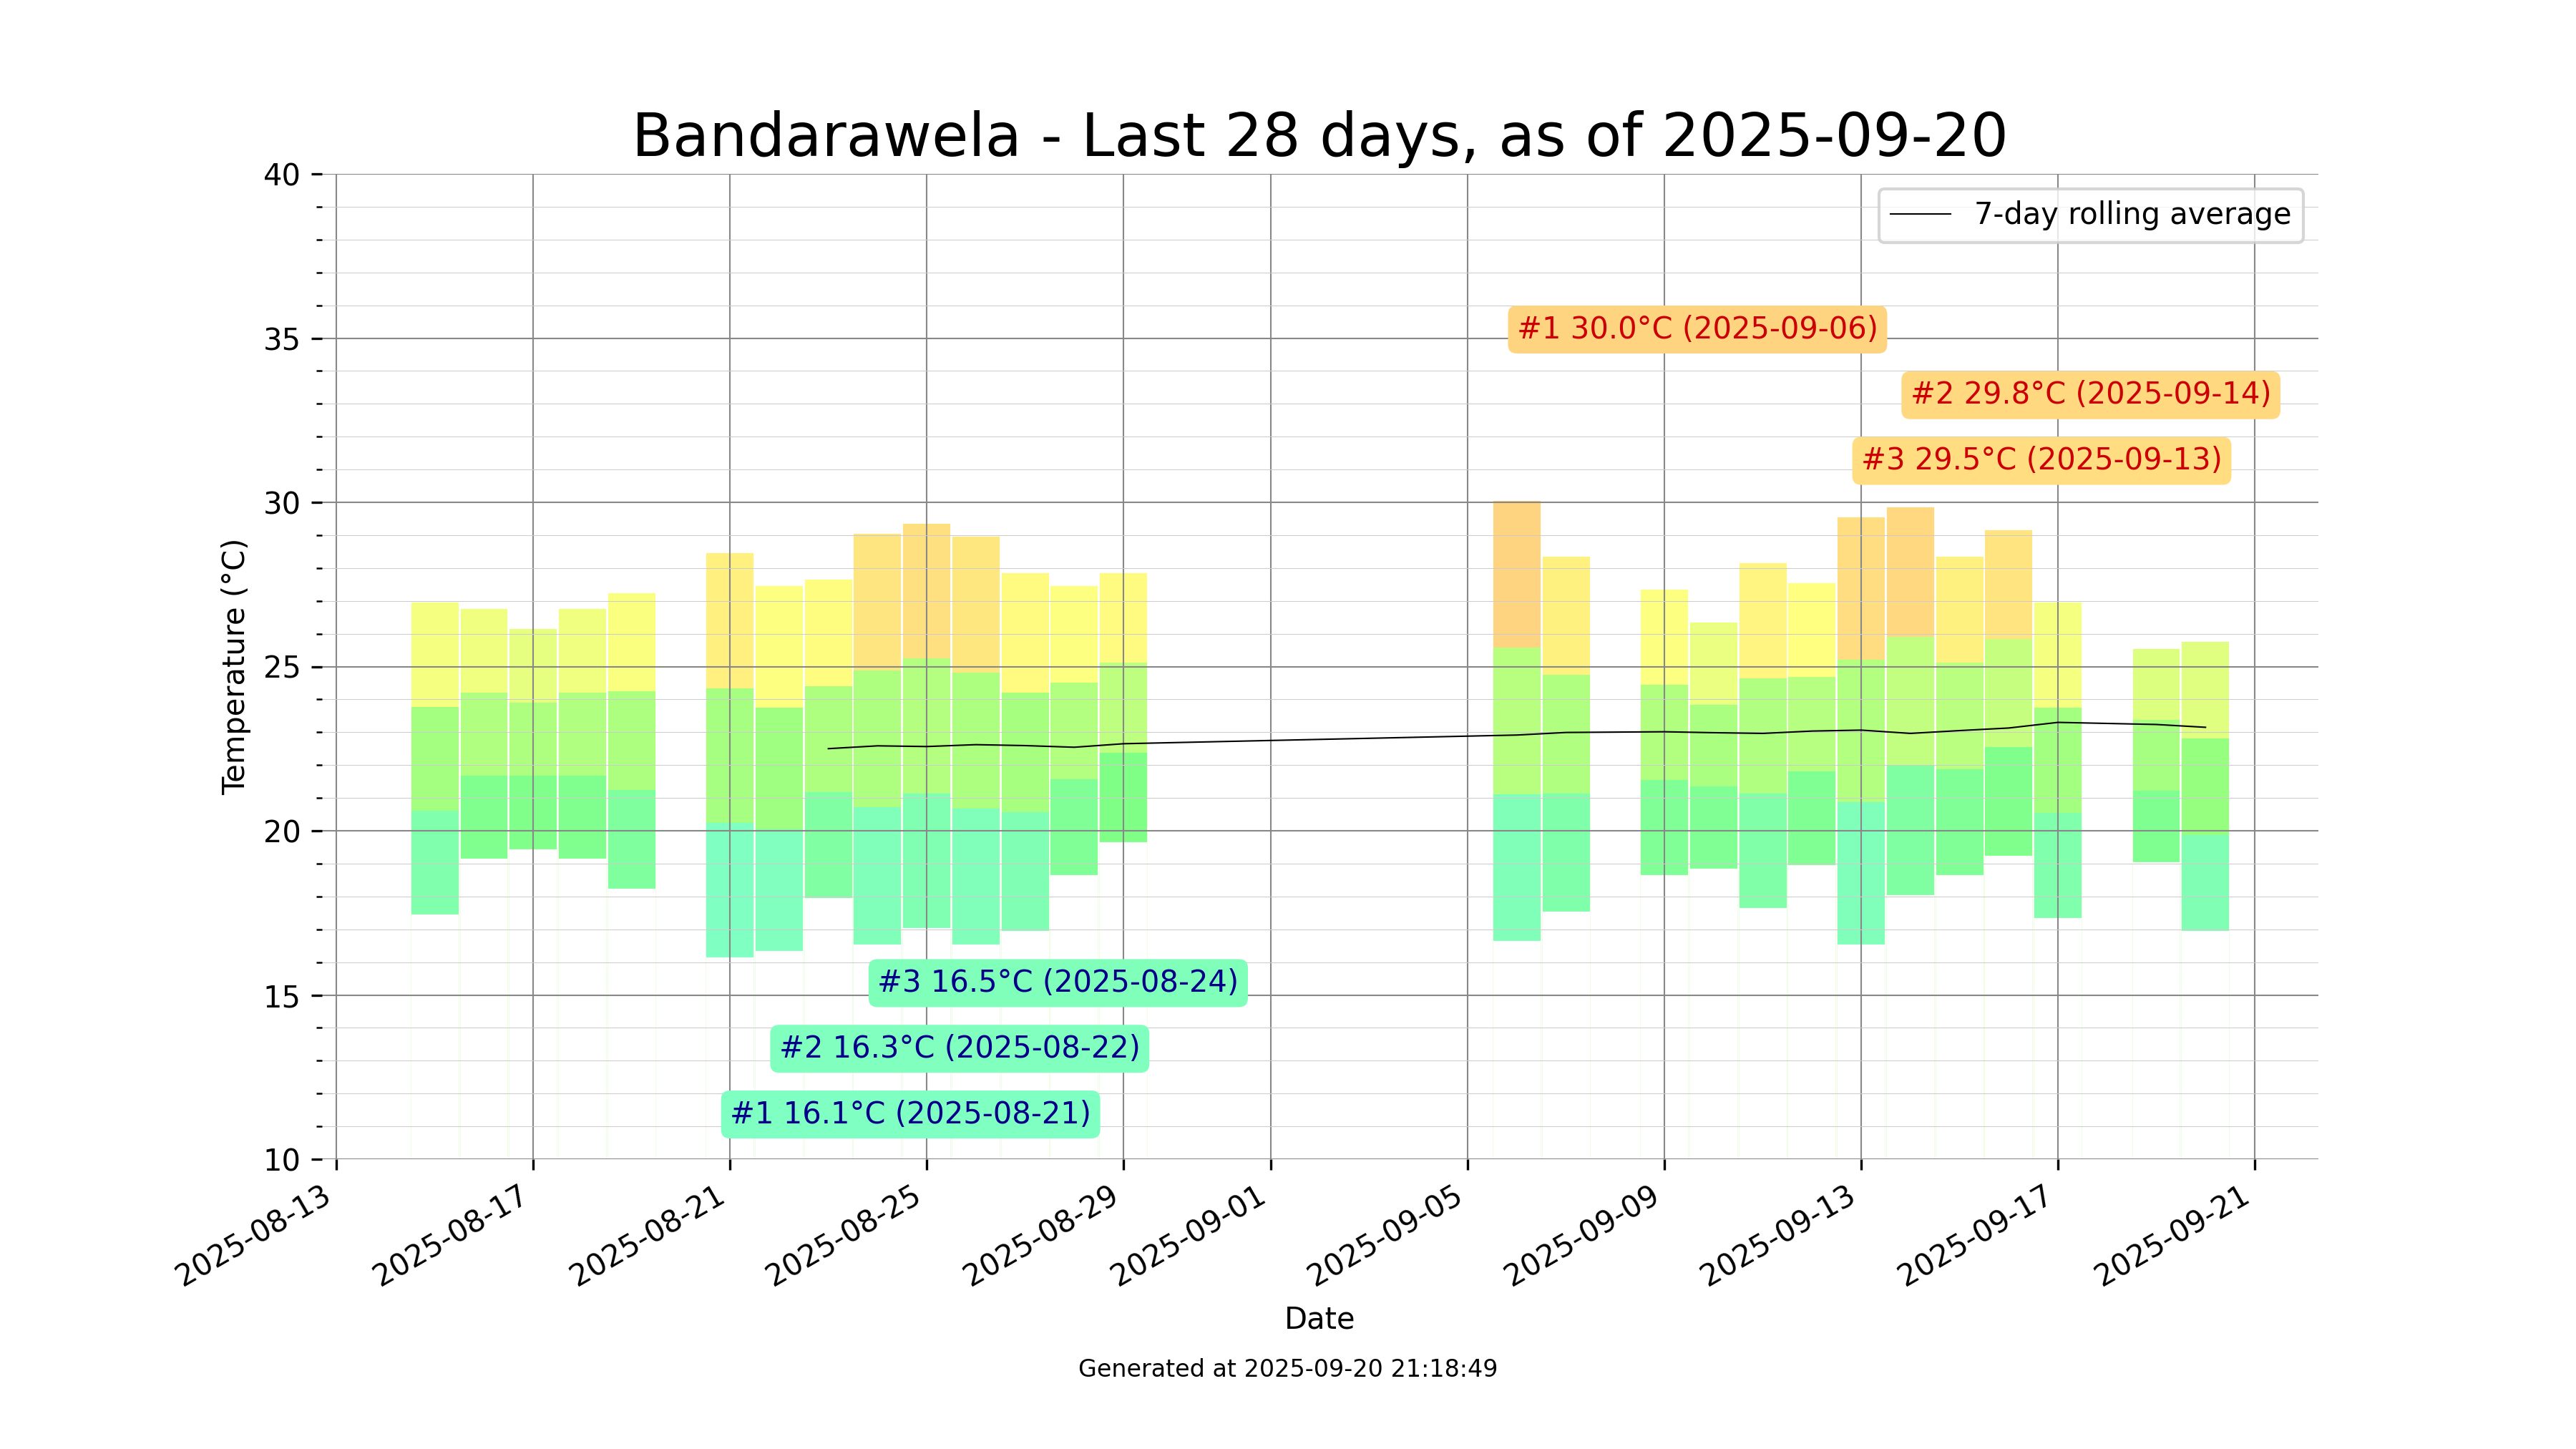 Bandarawela - Last 28 days, as of 2025-09-20
40
35
30
25
20
15
10
Temperature (°C)
7-day rolling average
#1 30.0°C (2025-09-06)
#2 29.8°C (2025-09-14)
#3 29.5°C (2025-09-13)
#3 16.5°C (2025-08-24)
#2 16.3°C (2025-08-22)
#1 16.1°C (2025-08-21)
2025-08-13
2025-08-17
2025-08-21
2025-08-25
2025-08-29
2025-09-01
2025-09-05
2025-09-09
2025-09-13
2025-09-17
2025-09-21
Date
Generated at 2025-09-20 21:18:49